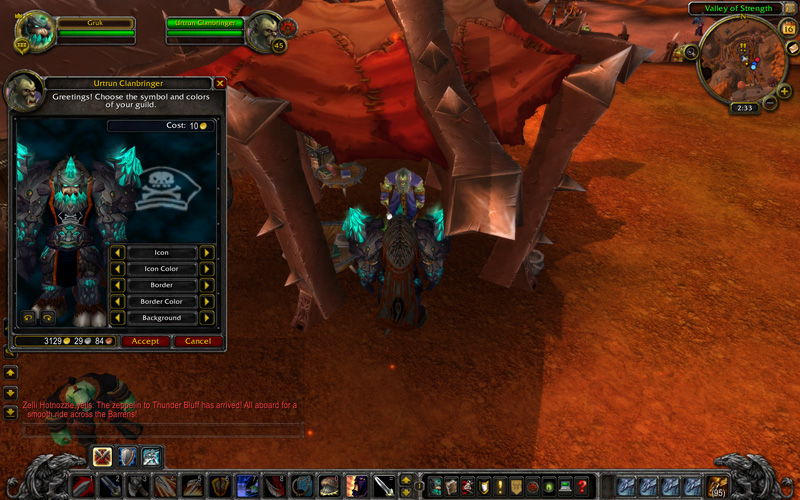 Gruk
Urtrun Clanbringer
45
Valley of Strength
N
16
2:33
Urtrun Clanbringer
Greetings! Choose the symbol and colors
of your guild.
Cost: 10
Icon
Icon Color
Border
Border Color
Background
3129 29 84
Accept
Cancel
Zelli Hotnozzle yells: The zeppelin to Thunder Bluff has arrived! All aboard for a
smooth ride across the Barrens!
(95)